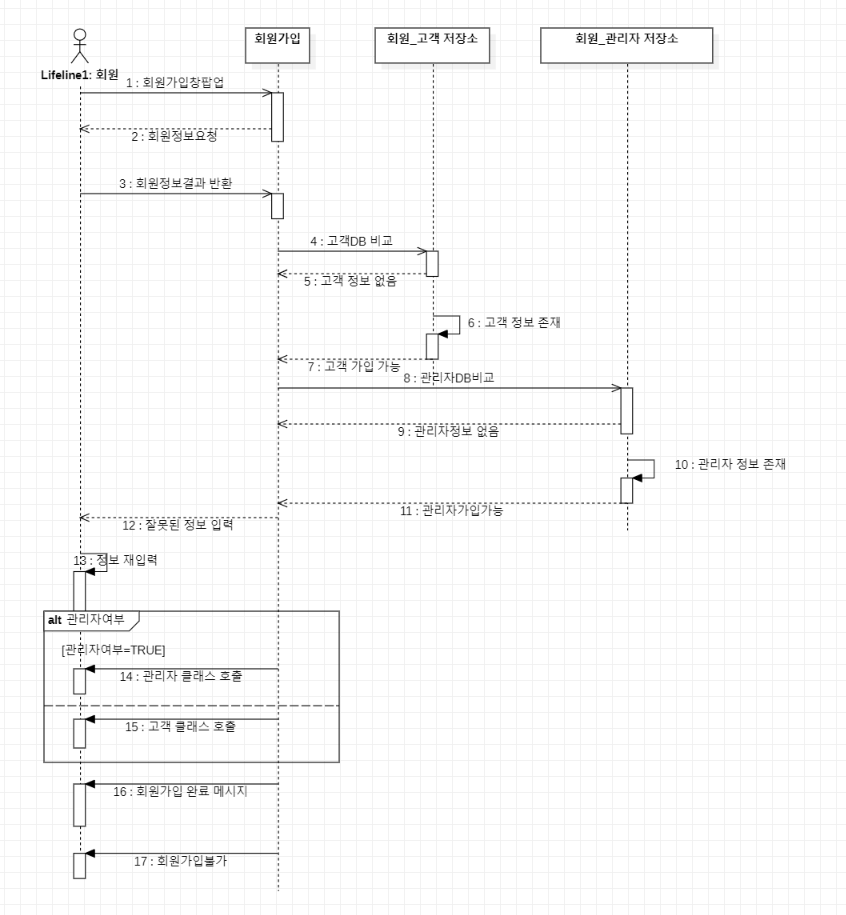 회원가입
회원_고객 저장소
회원_관리자 저장소
Lifeline1: 회원
1 : 회원가입창팝업
2 : 회원정보요청
3 : 회원정보결과 반환
4 : 고객DB 비교
5 : 고객 정보 없음
6 : 고객 정보 존재
7 : 고객 가입 가능
8 : 관리자DB비교
9 : 관리자정보 없음
10 : 관리자 정보 존재
11 : 관리자가입가능
12 : 잘못된 정보 입력
13 : 정보 재입력
alt 관리자여부
[관리자여부=TRUE]
14 : 관리자 클래스 호출
15 : 고객 클래스 호출
16 : 회원가입 완료 메시지
17 : 회원가입불가